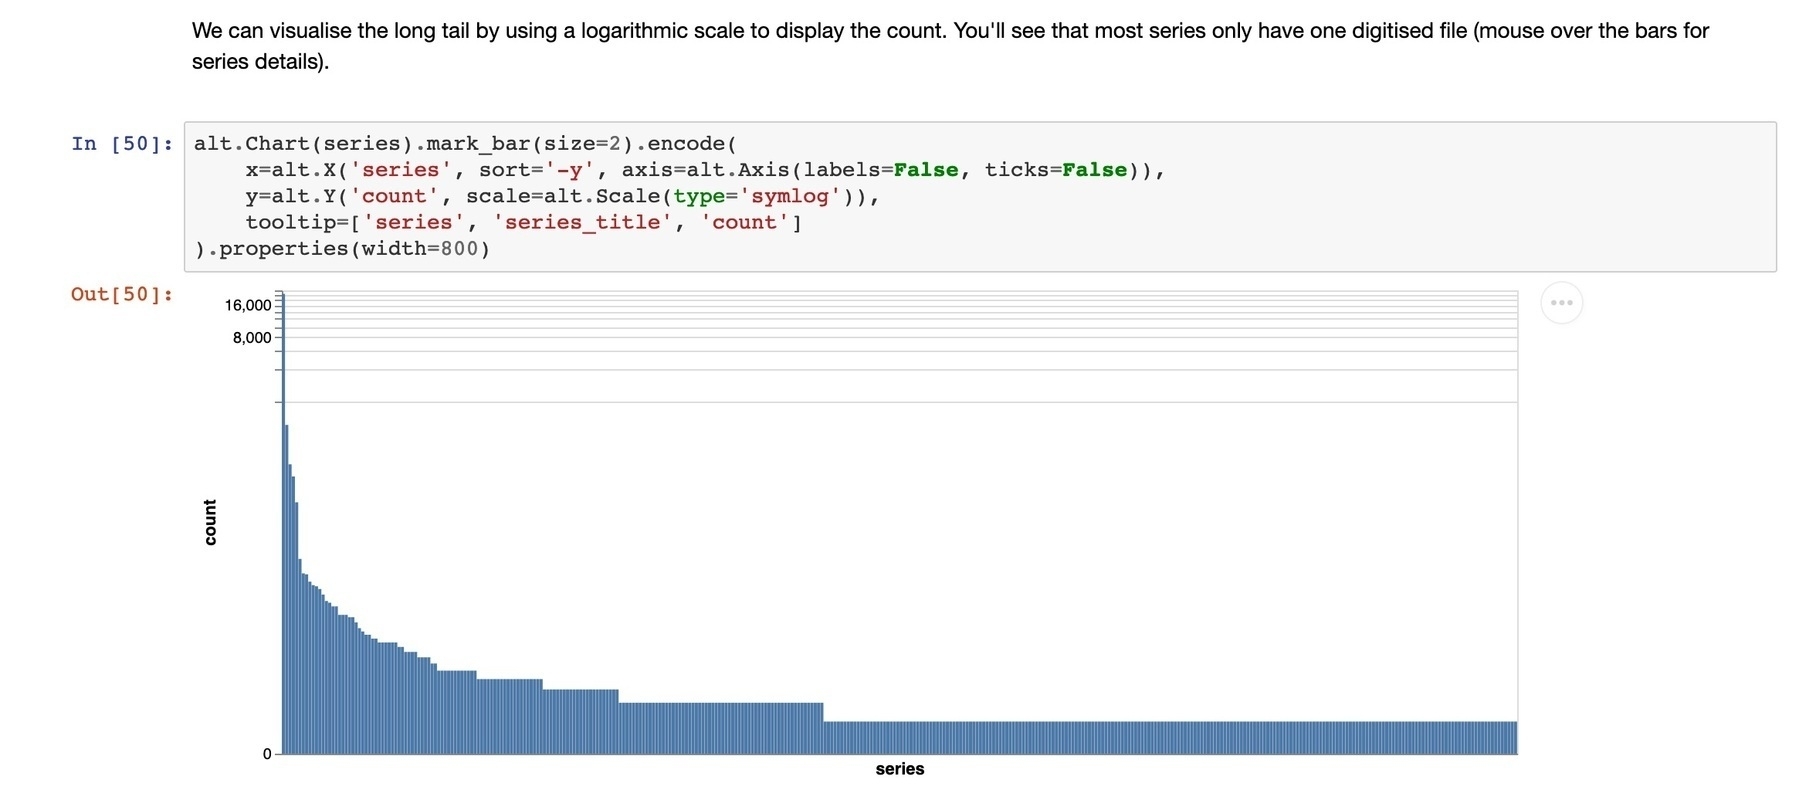 We can visualise the long tail by using a logarithmic scale to display the count. You'll see that most series only have one digitised file (mouse over the bars for
series details).
In [50]:
alt.Chart(series).mark_bar(size=2).encode(
    x=alt.X('series', sort='-y', axis=alt.Axis(labels=False, ticks=False)),
    y=alt.Y('count', scale=alt.Scale(type='symlog')),
    tooltip=['series', 'series_title', 'count']
).properties(width=800)
Out[50]:
16,000
8,000
count
0
series